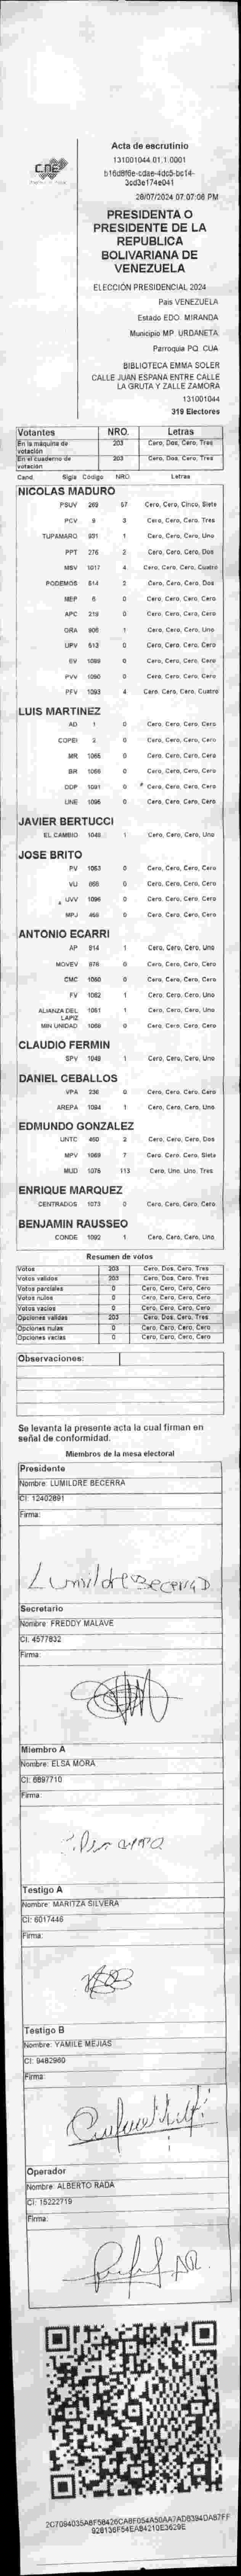 CNE
Acta de escrutinio
131001044.01.1.0001
b16d8f6e-cdae-4dc5-bc14-
3cd3e174e041
28/07/2024 07:07:06 PM
PRESIDENTA O
PRESIDENTE DE LA
REPUBLICA
BOLIVARIANA DE
VENEZUELA
ELECCIÓN PRESIDENCIAL 2024
País VENEZUELA
Estado EDO. MIRANDA
Municipio MP. URDANETA
Parroquia PQ. CUA
BIBLIOTECA EMMA SOLER
CALLE JUAN ESPANA ENTRE CALLE
LA GRUTA Y ZALLE ZAMORA
131001044
319 Electores
Votantes NRO. Letras
En la máquina de votación 203 Cero, Dos, Cero, Tres
En el cuaderno de votación 203 Cero, Dos, Cero, Tres
Cand. Sigla Código NRO. Letras
NICOLAS MADURO
PSUV 269 57 Cero, Cero, Cinco, Siete
PCV 8 3 Cero, Cero, Cero, Tres
TUPAMARO 931 1 Cero, Cero, Cero, Uno
PPT 276 2 Cero, Cero, Cero, Dos
MSV 1017 4 Cero, Cero, Cero, Cuatro
PODEMOS 514 2 Cero, Cero, Cero, Dos
MEP 6 0 Cero, Cero, Cero, Cero
APC 219 0 Cero, Cero, Cero, Cero
ORA 906 1 Cero, Cero, Cero, Uno
UPV 513 0 Cero, Cero, Cero, Cero
EV 1089 0 Cero, Cero, Cero, Cero
PVV 1090 0 Cero, Cero, Cero, Cero
PFV 1093 4 Cero, Cero, Cero, Cuatro
LUIS MARTINEZ
AD 1 0 Cero, Cero, Cero, Cero
COPEI 2 0 Cero, Cero, Cero, Cero
MR 1065 0 Cero, Cero, Cero, Cero
BR 1066 0 Cero, Cero, Cero, Cero
DDP 1091 0 Cero, Cero, Cero, Cero
UNE 1095 0 Cero, Cero, Cero, Cero
JAVIER BERTUCCI
EL CAMBIO 1048 1 Cero, Cero, Cero, Uno
JOSE BRITO
PV 1053 0 Cero, Cero, Cero, Cero
VU 868 0 Cero, Cero, Cero, Cero
UVV 1096 0 Cero, Cero, Cero, Cero
MPJ 456 0 Cero, Cero, Cero, Cero
ANTONIO ECARRI
AP 914 1 Cero, Cero, Cero, Uno
MOVEV 976 0 Cero, Cero, Cero, Cero
CMC 1050 0 Cero, Cero, Cero, Cero
FV 1062 1 Cero, Cero, Cero, Uno
ALIANZA DEL LAPIZ 1051 1 Cero, Cero, Cero, Uno
MIN UNIDAD 1069 0 Cero, Cero, Cero, Cero
CLAUDIO FERMIN
SPV 1049 1 Cero, Cero, Cero, Uno
DANIEL CEBALLOS
VPA 236 0 Cero, Cero, Cero, Cero
AREPA 1094 1 Cero, Cero, Cero, Uno
EDMUNDO GONZALEZ
UNTC 450 2 Cero, Cero, Cero, Dos
MPV 1069 7 Cero, Cero, Cero, Siete
MUD 1078 113 Cero, Uno, Uno, Tres
ENRIQUE MARQUEZ
CENTRADOS 1073 0 Cero, Cero, Cero, Cero
BENJAMIN RAUSSEO
CONDE 1092 1 Cero, Cero, Cero, Uno
Resumen de votos
Votos 203 Cero, Dos, Cero, Tres
Votos validos 203 Cero, Dos, Cero, Tres
Votos parciales 0 Cero, Cero, Cero, Cero
Votos nulos 0 Cero, Cero, Cero, Cero
Votos vacios 0 Cero, Cero, Cero, Cero
Opciones validas 203 Cero, Dos, Cero, Tres
Opciones nulas 0 Cero, Cero, Cero, Cero
Opciones vacias 0 Cero, Cero, Cero, Cero
Observaciones:
Se levanta la presente acta la cual firman en
señal de conformidad.
Miembros de la mesa electoral
Presidente
Nombre: LUMILDRE BECERRA
CI: 12402891
Firma:
Lumildre Becerra D
Secretario
Nombre: FREDDY MALAVE
CI: 4577832
Firma:
Miembro A
Nombre: ELSA MORA
CI: 6897710
Firma:
Testigo A
Nombre: MARITZA SILVERA
CI: 6017446
Firma:
Testigo B
Nombre: YAMILE MEJIAS
CI: 9482960
Firma:
Operador
Nombre: ALBERTO RADA
CI: 15222719
Firma:
2C7094035A8F58426CA8F054A50AA7AD8394DA87FF
928136F54EAB4210E3629E